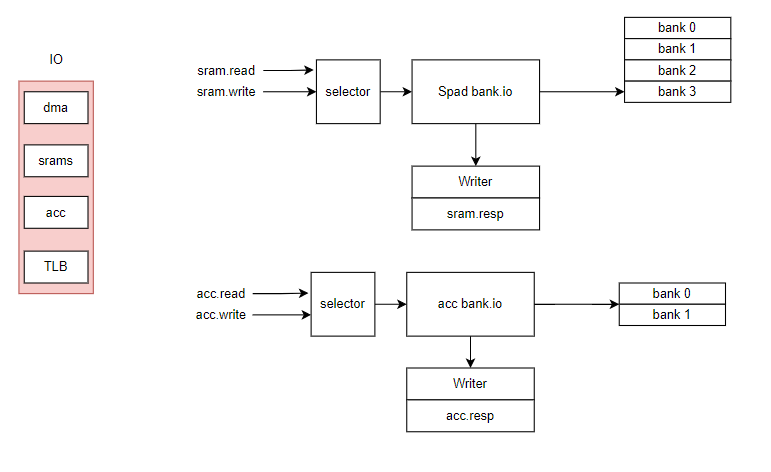 IO
dma
srams
acc
TLB
sram.read
sram.write
selector
Spad bank.io
bank 0
bank 1
bank 2
bank 3
Writer
sram.resp
acc.read
acc.write
selector
acc bank.io
bank 0
bank 1
Writer
acc.resp